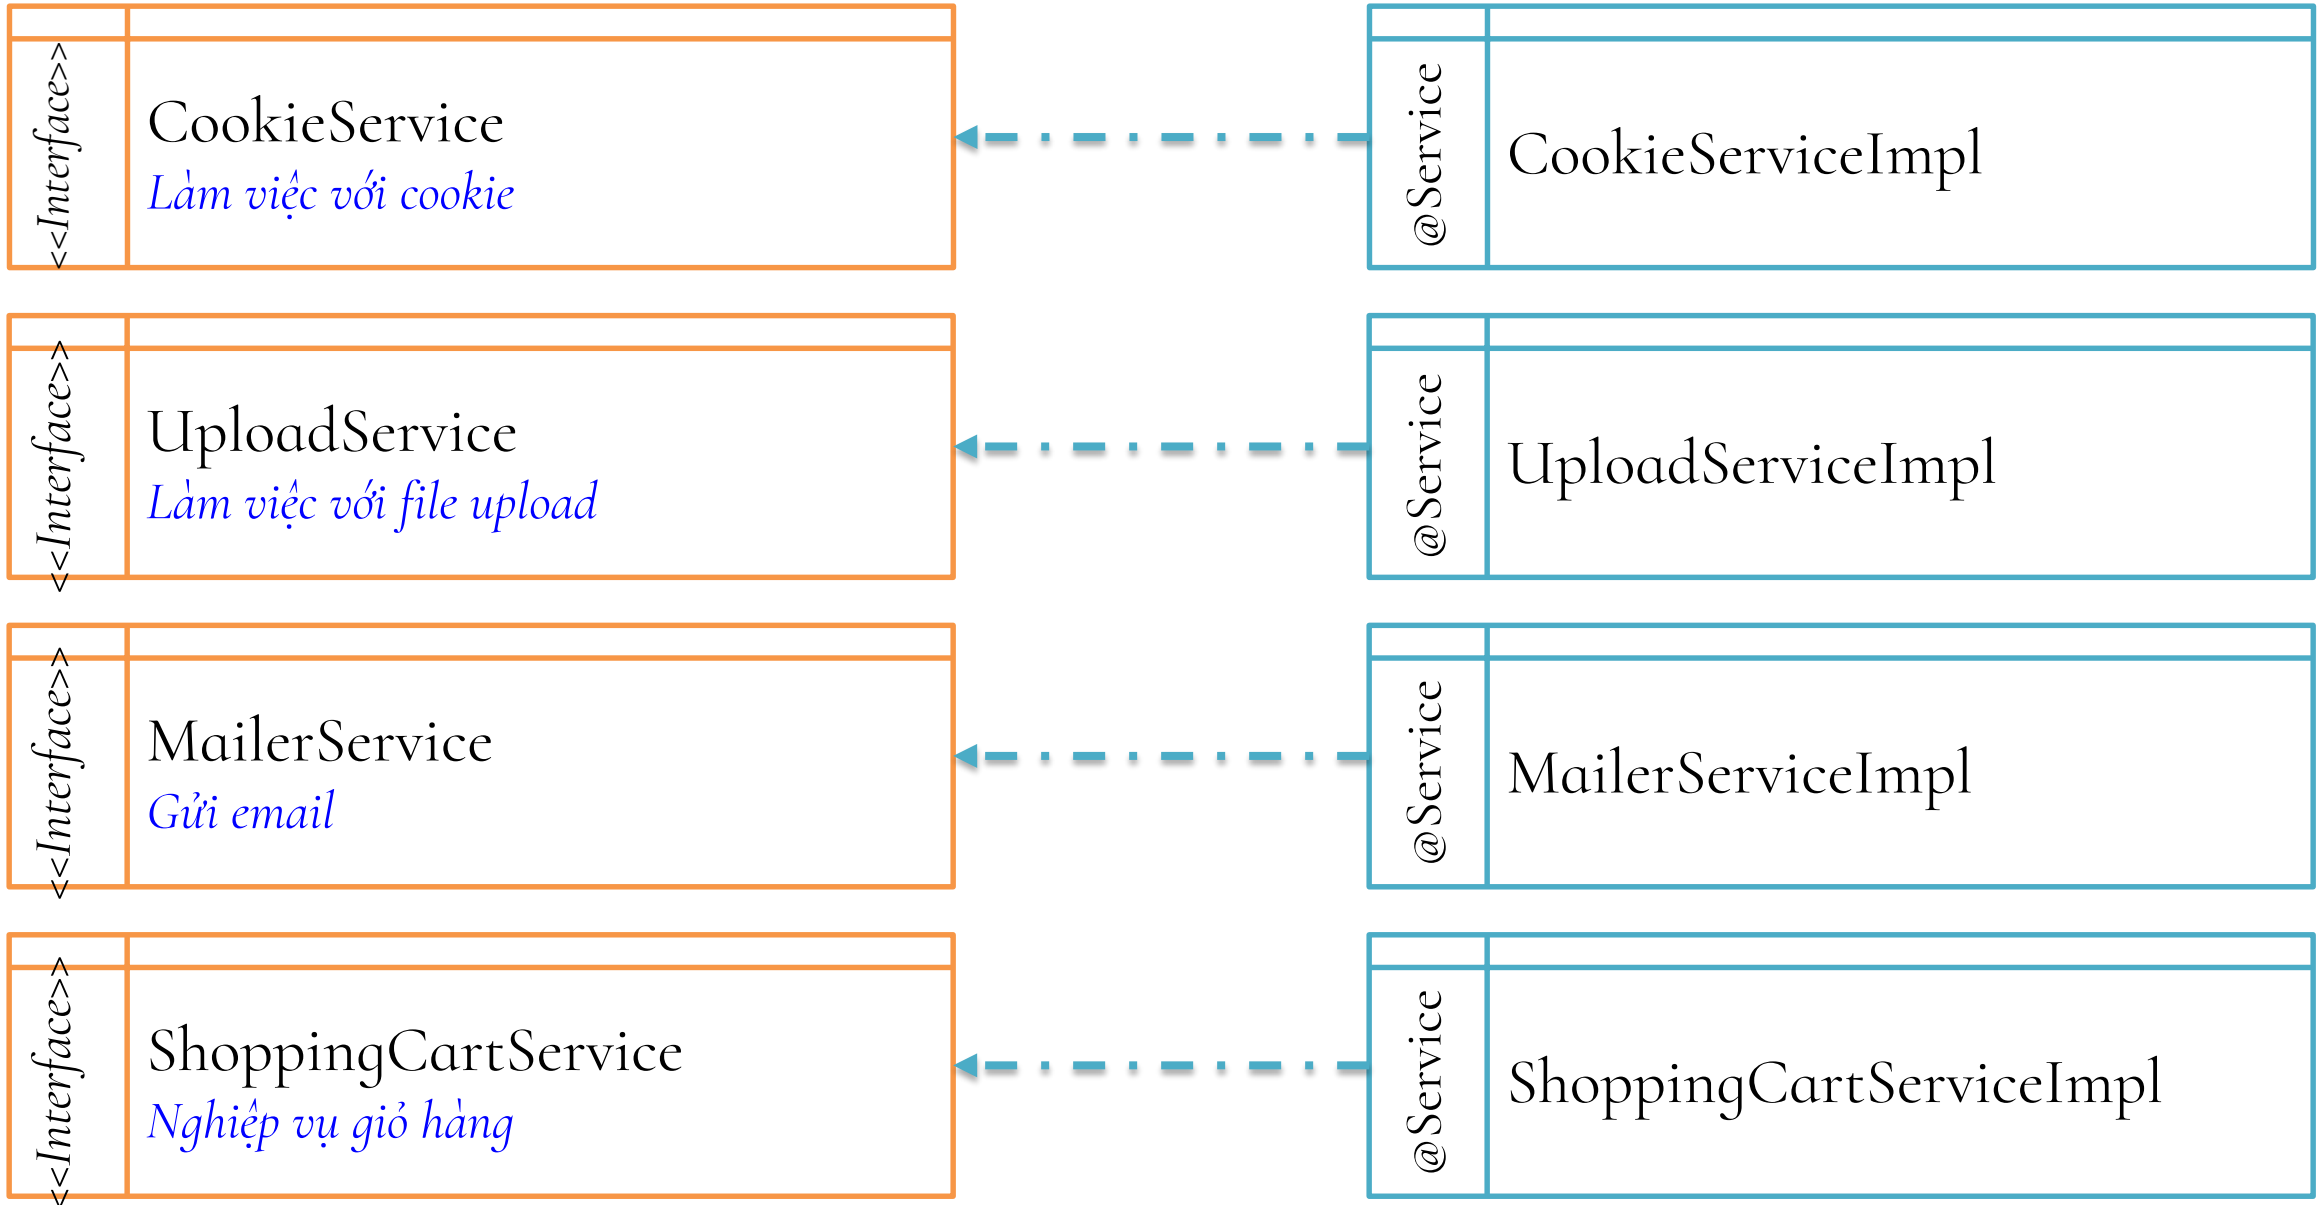 <<Interface>>
CookieService
Làm việc với cookie
@Service
CookieServiceImpl
<<Interface>>
UploadService
Làm việc với file upload
@Service
UploadServiceImpl
<<Interface>>
MailerService
Gửi email
@Service
MailerServiceImpl
<<Interface>>
ShoppingCartService
Nghiệp vụ giỏ hàng
@Service
ShoppingCartServiceImpl